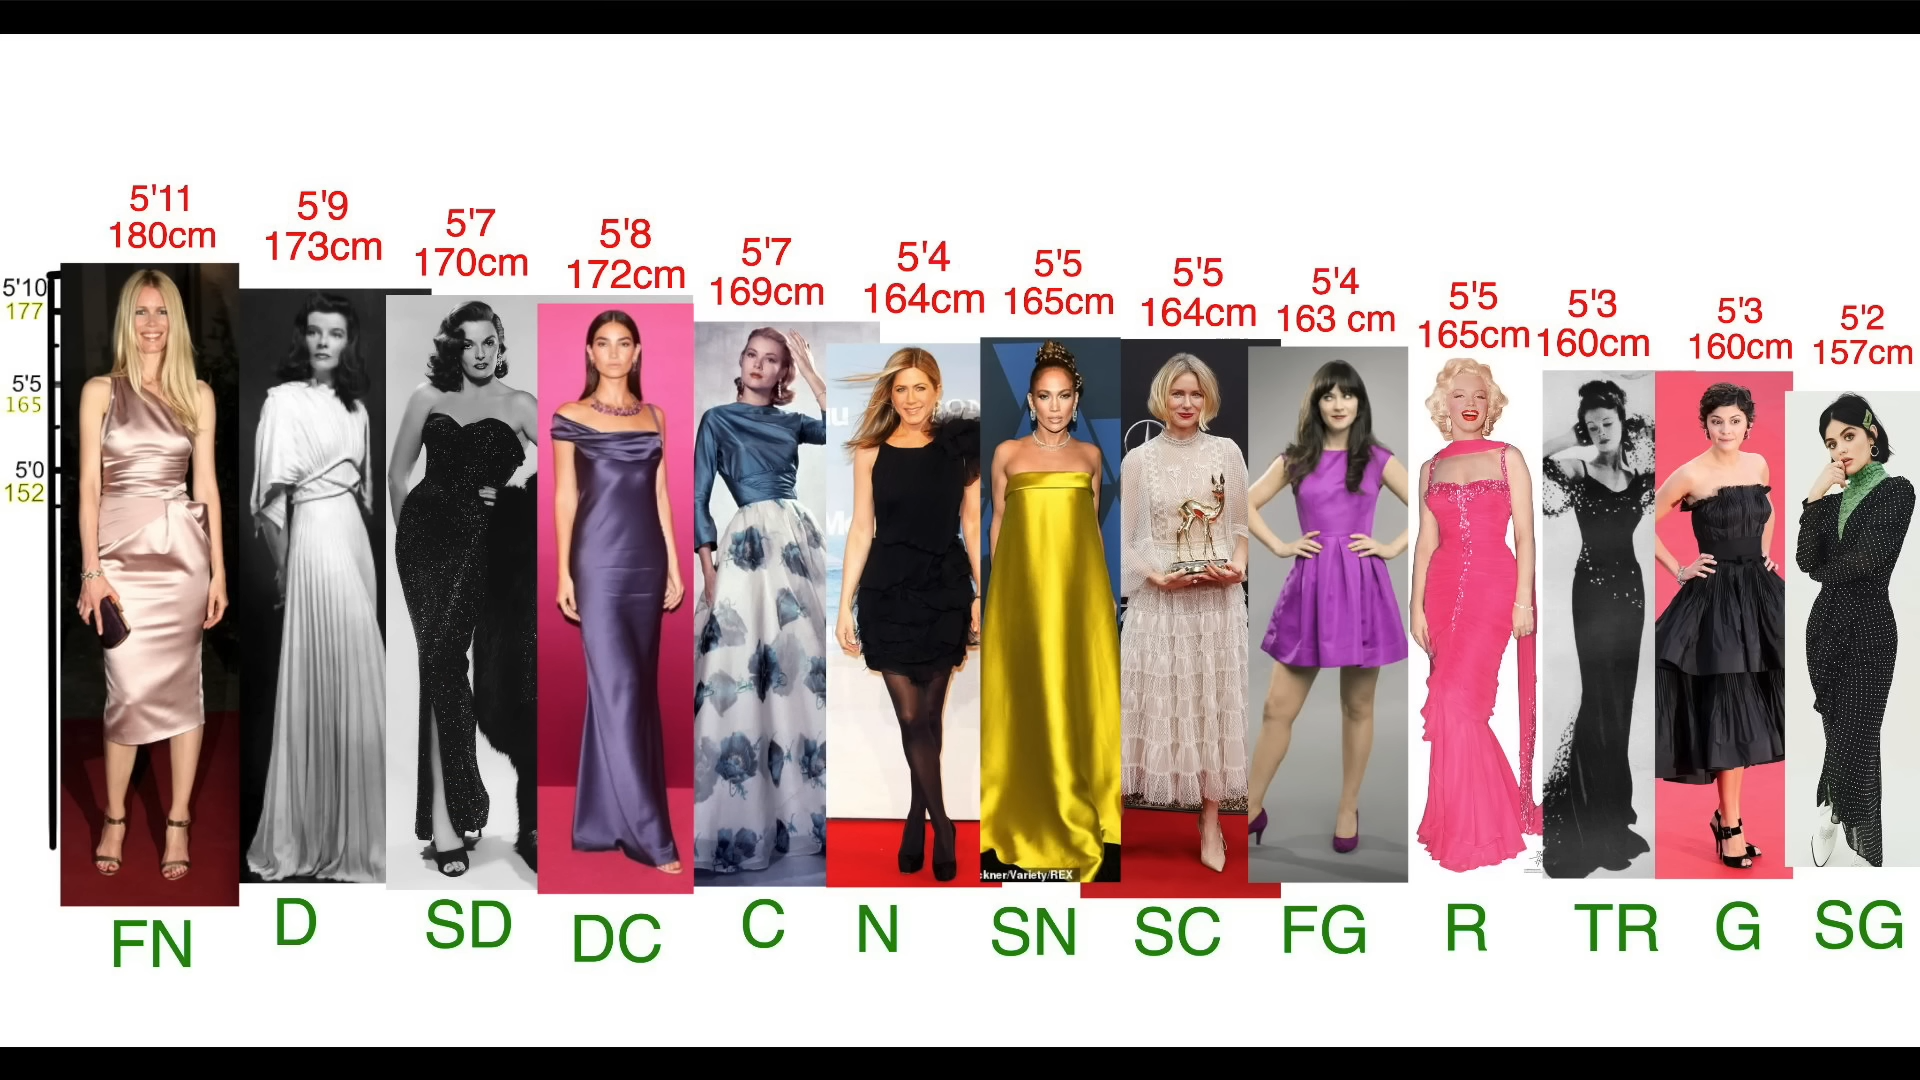 5'11
180cm
5'9
173cm
5'7
170cm
5'8
172cm
5'7
169cm
5'4
164cm
5'5
165cm
5'5
164cm
5'4
163 cm
5'5
165cm
5'3
160cm
5'3
160cm
5'2
157cm
5'10
177
5'5
165
5'0
152
ckner/Variety/REX
FN
D
SD
DC
C
N
SN
SC
FG
R
TR
G
SG